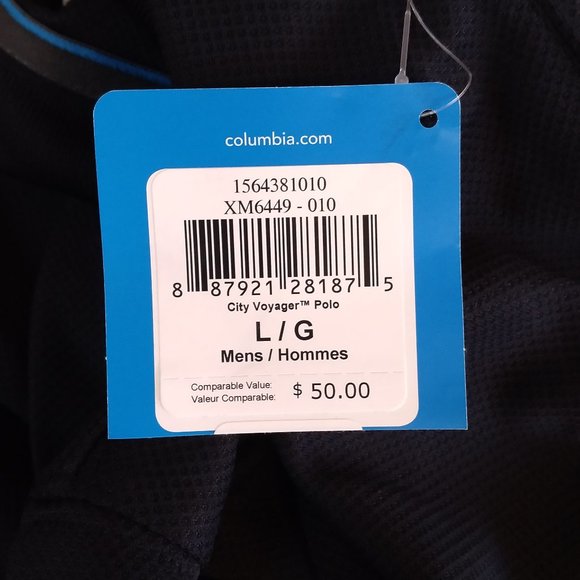 columbia.com
1564381010
XM6449 - 010
8 87921 28187 5
City Voyager™ Polo
L / G
Mens / Hommes
Comparable Value: $ 50.00
Valeur Comparable: